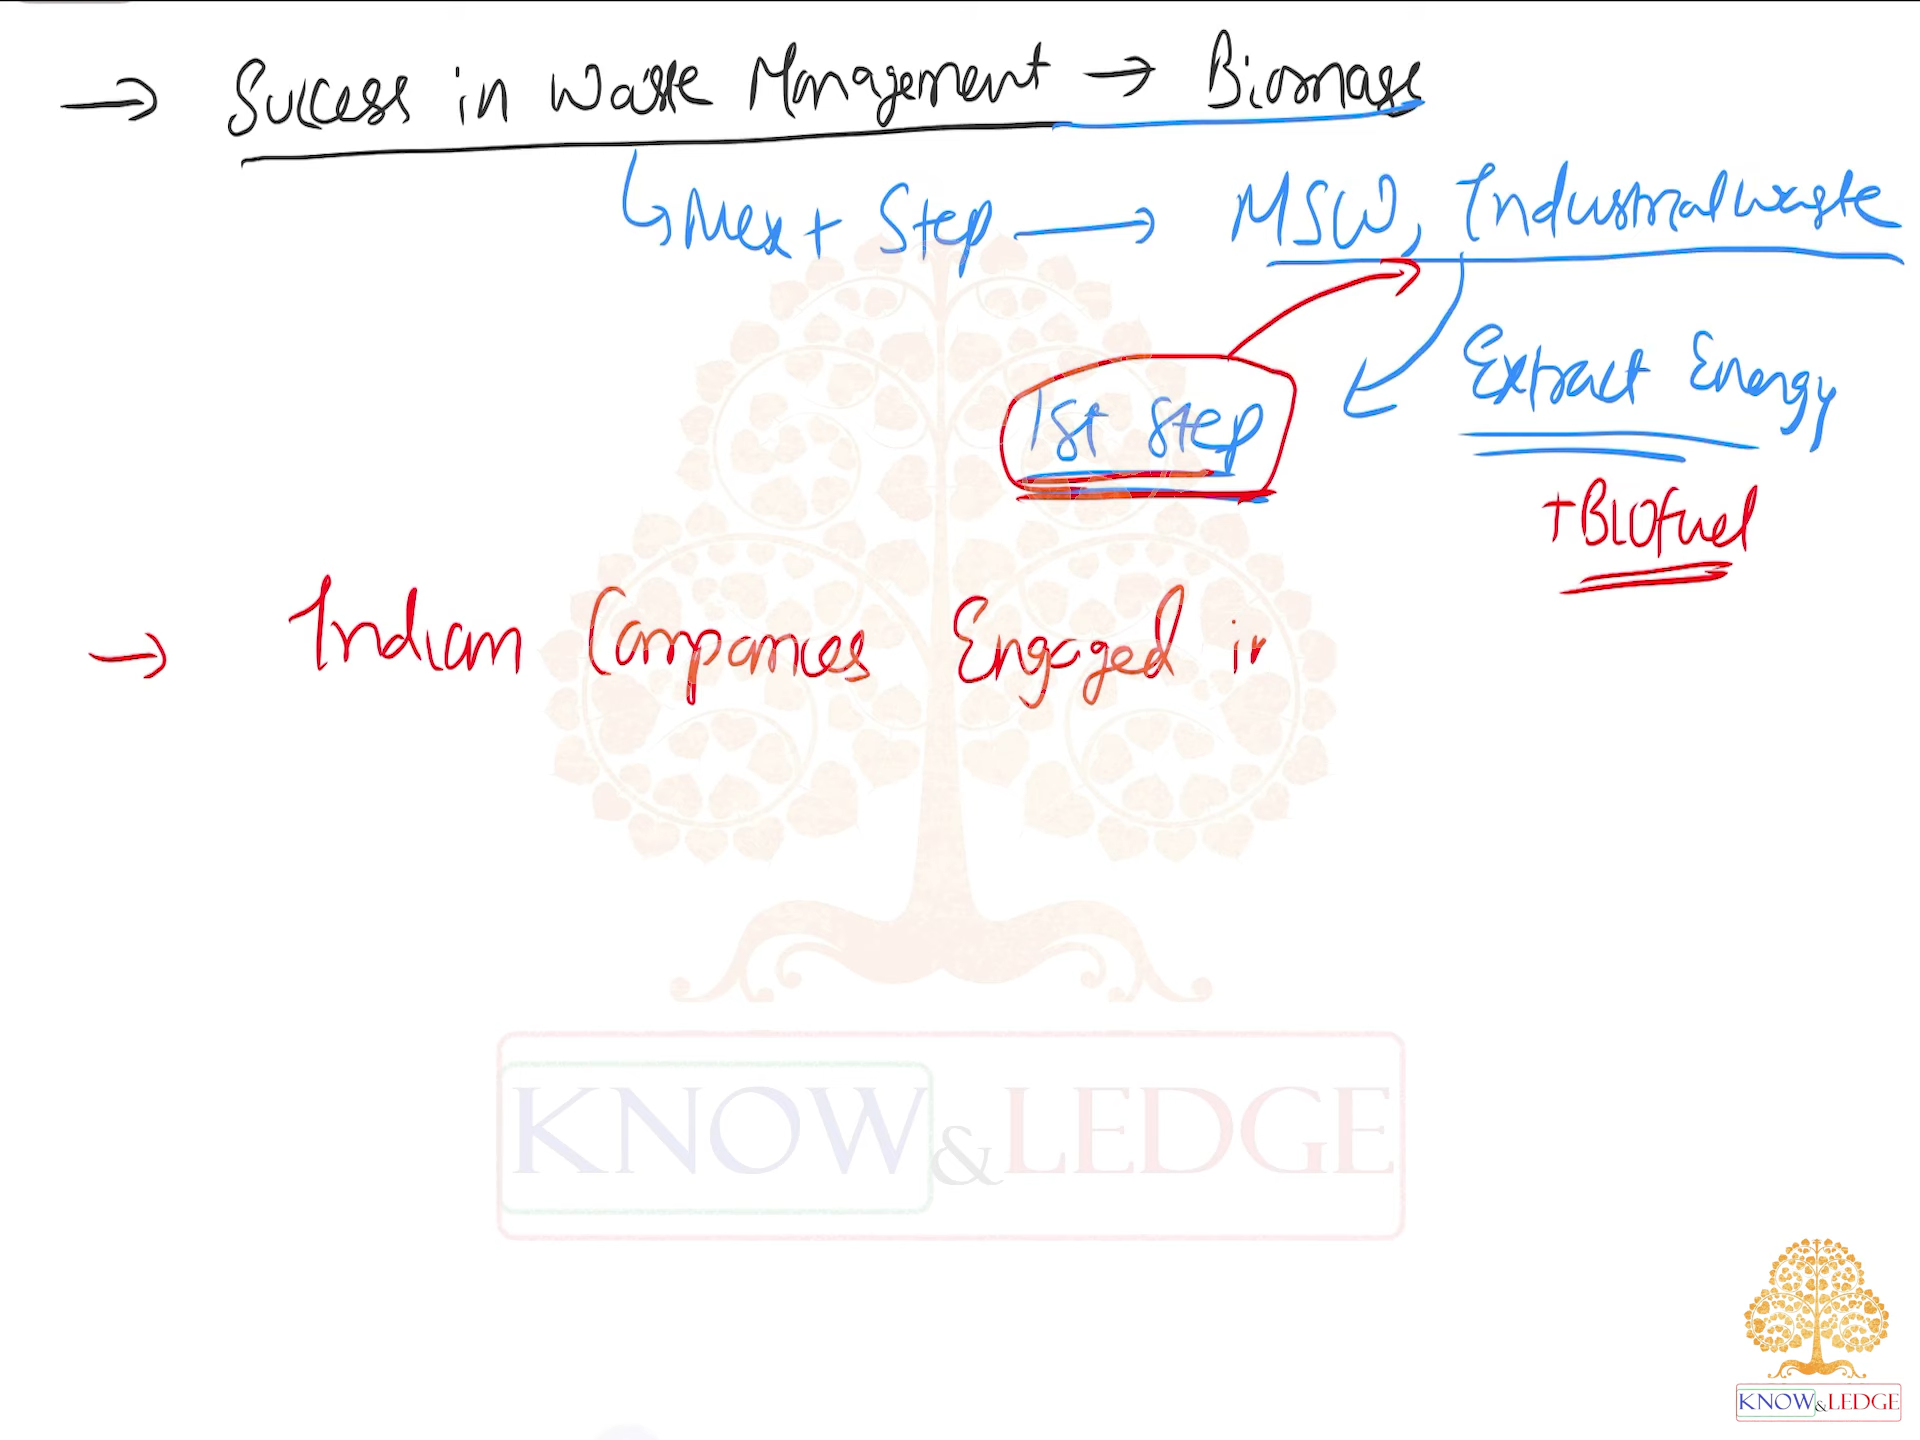 → Success in Waste Management → Biomass
↳ Next Step → MSW, Industrial waste
Extract Energy
1st Step
+ Biofuel
→ Indian Companies Engaged in
KNOW&LEDGE
KNOW&LEDGE